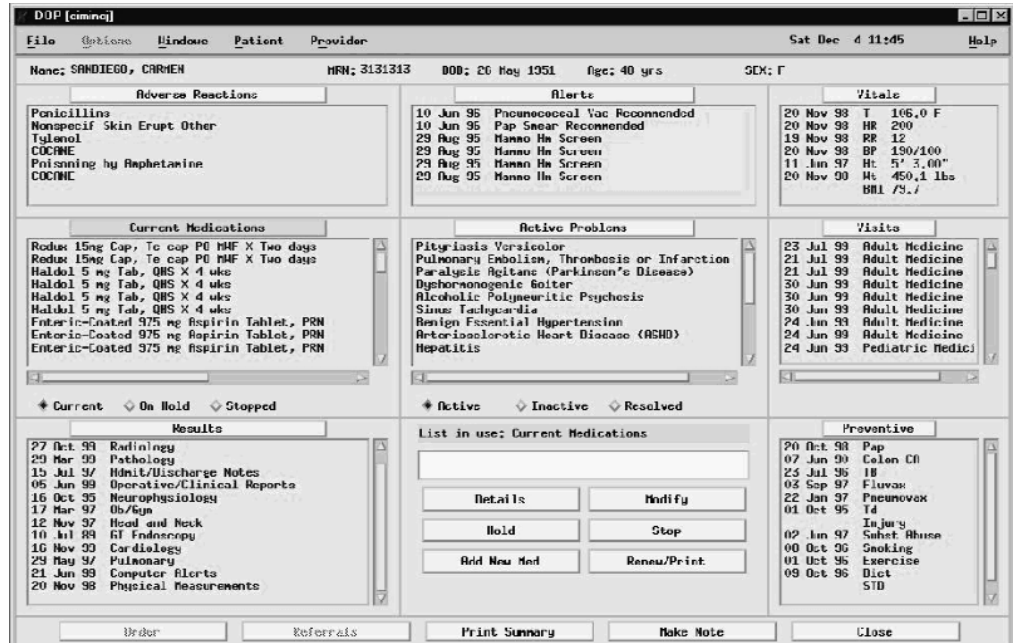 DOP [ciminoj]
File Options Windows Patient Provider Sat Dec 4 11:45 Help
Name: SANDIEGO, CARMEN MRN: 3131313 DOB: 26 May 1951 Age: 48 yrs SEX: F
Adverse Reactions
Penicillins
Nonspecif Skin Erupt Other
Tylenol
COCANE
Poisoning by Amphetamine
COCANE
Alerts
10 Jun 96 Pneumococcal Vac Recommended
10 Jun 96 Pap Smear Recommended
29 Aug 95 Mammo Hm Screen
29 Aug 95 Mammo Hm Screen
29 Aug 95 Mammo Hm Screen
29 Aug 95 Mammo Hm Screen
Vitals
20 Nov 98 T 106.0 F
20 Nov 98 HR 200
19 Nov 98 RR 12
20 Nov 98 BP 190/100
11 Jun 97 Ht 5' 3.00"
20 Nov 98 Wt 450.1 lbs
BMI 79.7
Current Medications
Redux 15mg Cap, Te cap PO MWF X Two days
Redux 15mg Cap, Te cap PO MWF X Two days
Haldol 5 mg Tab, QHS X 4 wks
Haldol 5 mg Tab, QHS X 4 wks
Haldol 5 mg Tab, QHS X 4 wks
Haldol 5 mg Tab, QHS X 4 wks
Enteric-Coated 975 mg Aspirin Tablet, PRN
Enteric-Coated 975 mg Aspirin Tablet, PRN
Enteric-Coated 975 mg Aspirin Tablet, PRN
Current On Hold Stopped
Active Problems
Pityriasis Versicolor
Pulmonary Embolism, Thrombosis or Infarction
Paralysis Agitans (Parkinson's Disease)
Dyshormonogenic Goiter
Alcoholic Polyneuritic Psychosis
Sinus Tachycardia
Benign Essential Hypertension
Arteriosclerotic Heart Disease (ASHD)
Hepatitis
Active Inactive Resolved
Visits
23 Jul 99 Adult Medicine
21 Jul 99 Adult Medicine
21 Jul 99 Adult Medicine
30 Jun 99 Adult Medicine
30 Jun 99 Adult Medicine
30 Jun 99 Adult Medicine
24 Jun 99 Adult Medicine
24 Jun 99 Adult Medicine
24 Jun 99 Pediatric Medici
Results
27 Oct 99 Radiology
29 Mar 99 Pathology
15 Jul 97 Admit/Discharge Notes
05 Jun 99 Operative/Clinical Reports
16 Oct 95 Neurophysiology
17 Mar 97 Ob/Gyn
12 Nov 97 Head and Neck
10 Jul 89 GI Endoscopy
16 Nov 99 Cardiology
29 May 97 Pulmonary
21 Jun 99 Computer Alerts
20 Nov 98 Physical Measurements
List in use: Current Medications
Details Modify
Hold Stop
Add New Med Renew/Print
Preventive
20 Oct 98 Pap
07 Jun 90 Colon CA
23 Jul 96 TB
03 Sep 97 Fluvax
22 Jan 97 Pneumovax
01 Oct 95 Td
Injury
02 Jun 97 Subst Abuse
08 Oct 96 Smoking
01 Oct 96 Exercise
09 Oct 96 Diet
STD
Order Referrals Print Summary Make Note Close